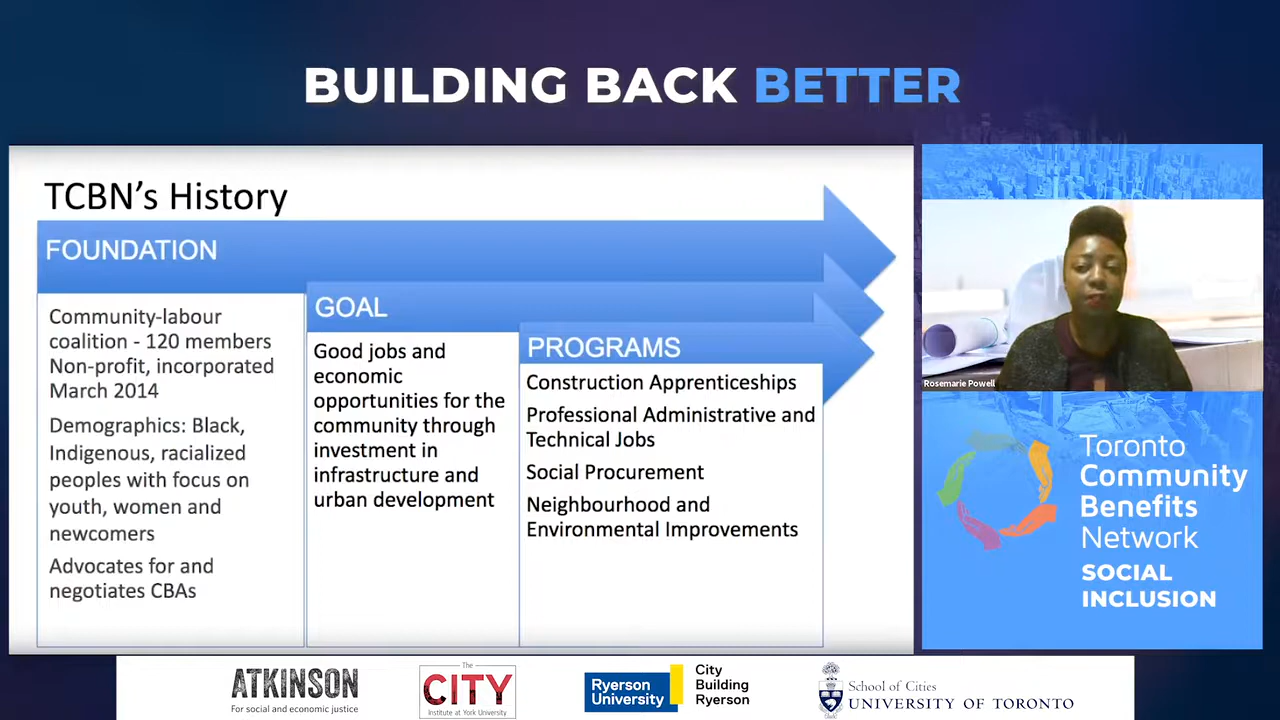 BUILDING BACK BETTER
TCBN's History
FOUNDATION
Community-labour
coalition - 120 members
Non-profit, incorporated
March 2014
Demographics: Black,
Indigenous, racialized
peoples with focus on
youth, women and
newcomers
Advocates for and
negotiates CBAs
GOAL
Good jobs and
economic
opportunities for the
community through
investment in
infrastructure and
urban development
PROGRAMS
Construction Apprenticeships
Professional Administrative and
Technical Jobs
Social Procurement
Neighbourhood and
Environmental Improvements
Rosemarie Powell
Toronto
Community
Benefits
Network
SOCIAL
INCLUSION
ATKINSON
For social and economic justice
The
CITY
Institute at York University
Ryerson
University
City
Building
Ryerson
School of Cities
UNIVERSITY OF TORONTO